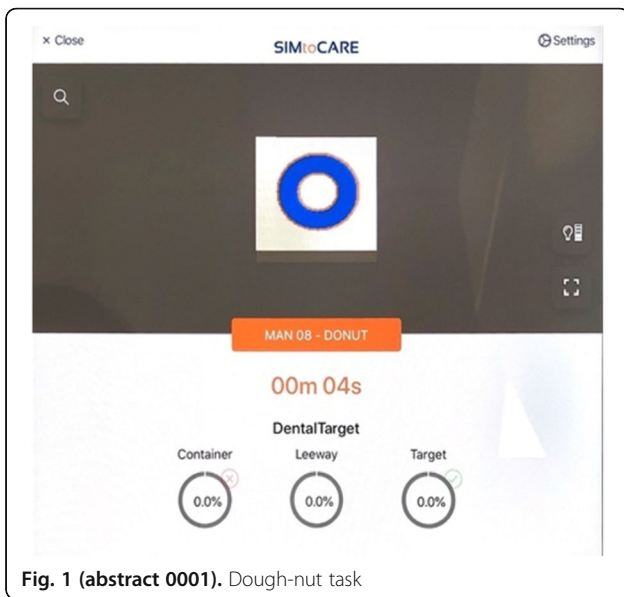 × Close
SIMtoCARE
Settings
MAN 08 - DONUT
00m 04s
DentalTarget
Container Leeway Target
0.0% 0.0% 0.0%
Fig. 1 (abstract 0001). Dough-nut task